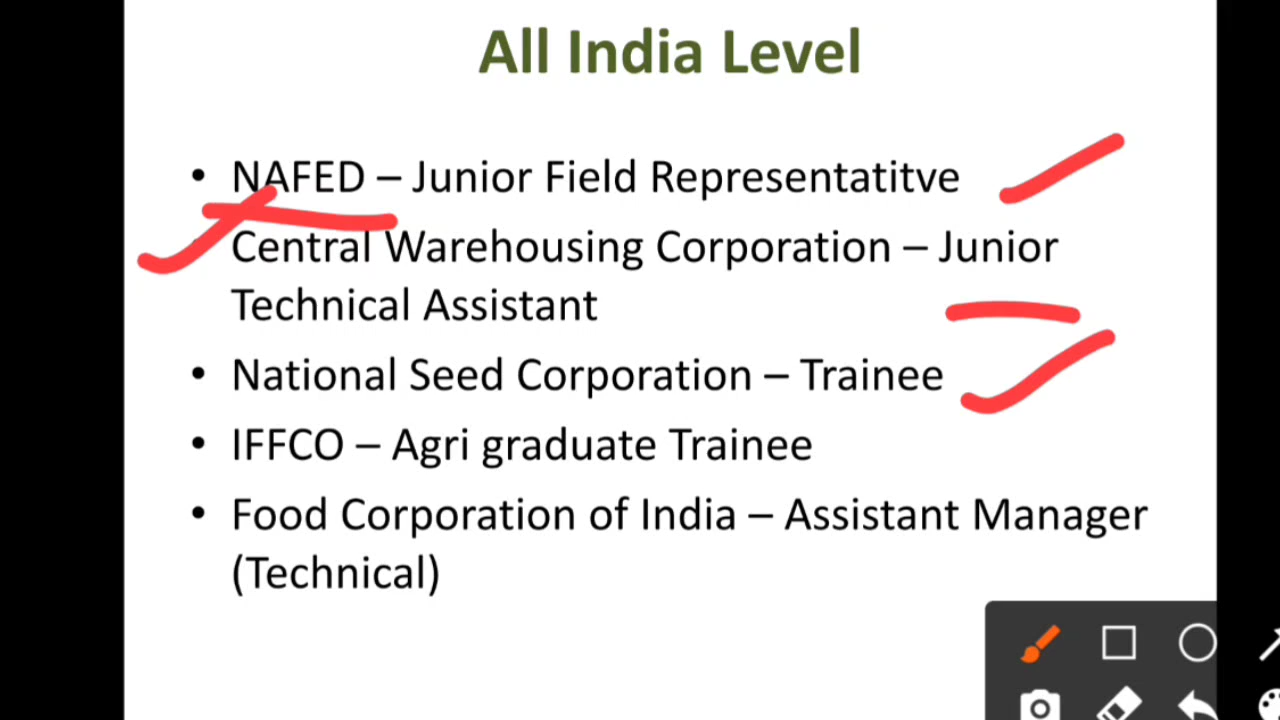 All India Level
• NAFED – Junior Field Representatitve
Central Warehousing Corporation – Junior
Technical Assistant
• National Seed Corporation – Trainee
• IFFCO – Agri graduate Trainee
• Food Corporation of India – Assistant Manager
(Technical)